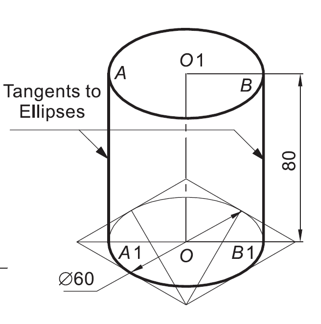 O1
A
B
Tangents to
Ellipses
80
A1
O
B1
Ø60